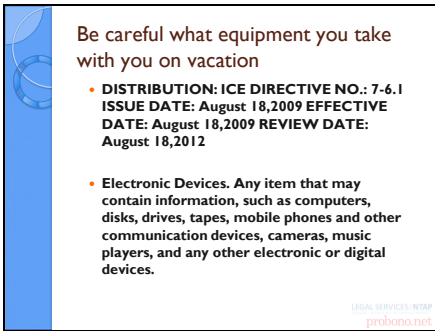 Be careful what equipment you take
with you on vacation
• DISTRIBUTION: ICE DIRECTIVE NO.: 7-6.1
ISSUE DATE: August 18,2009 EFFECTIVE
DATE: August 18,2009 REVIEW DATE:
August 18,2012
• Electronic Devices. Any item that may
contain information, such as computers,
disks, drives, tapes, mobile phones and other
communication devices, cameras, music
players, and any other electronic or digital
devices.
LEGAL SERVICES NTAP
probono.net